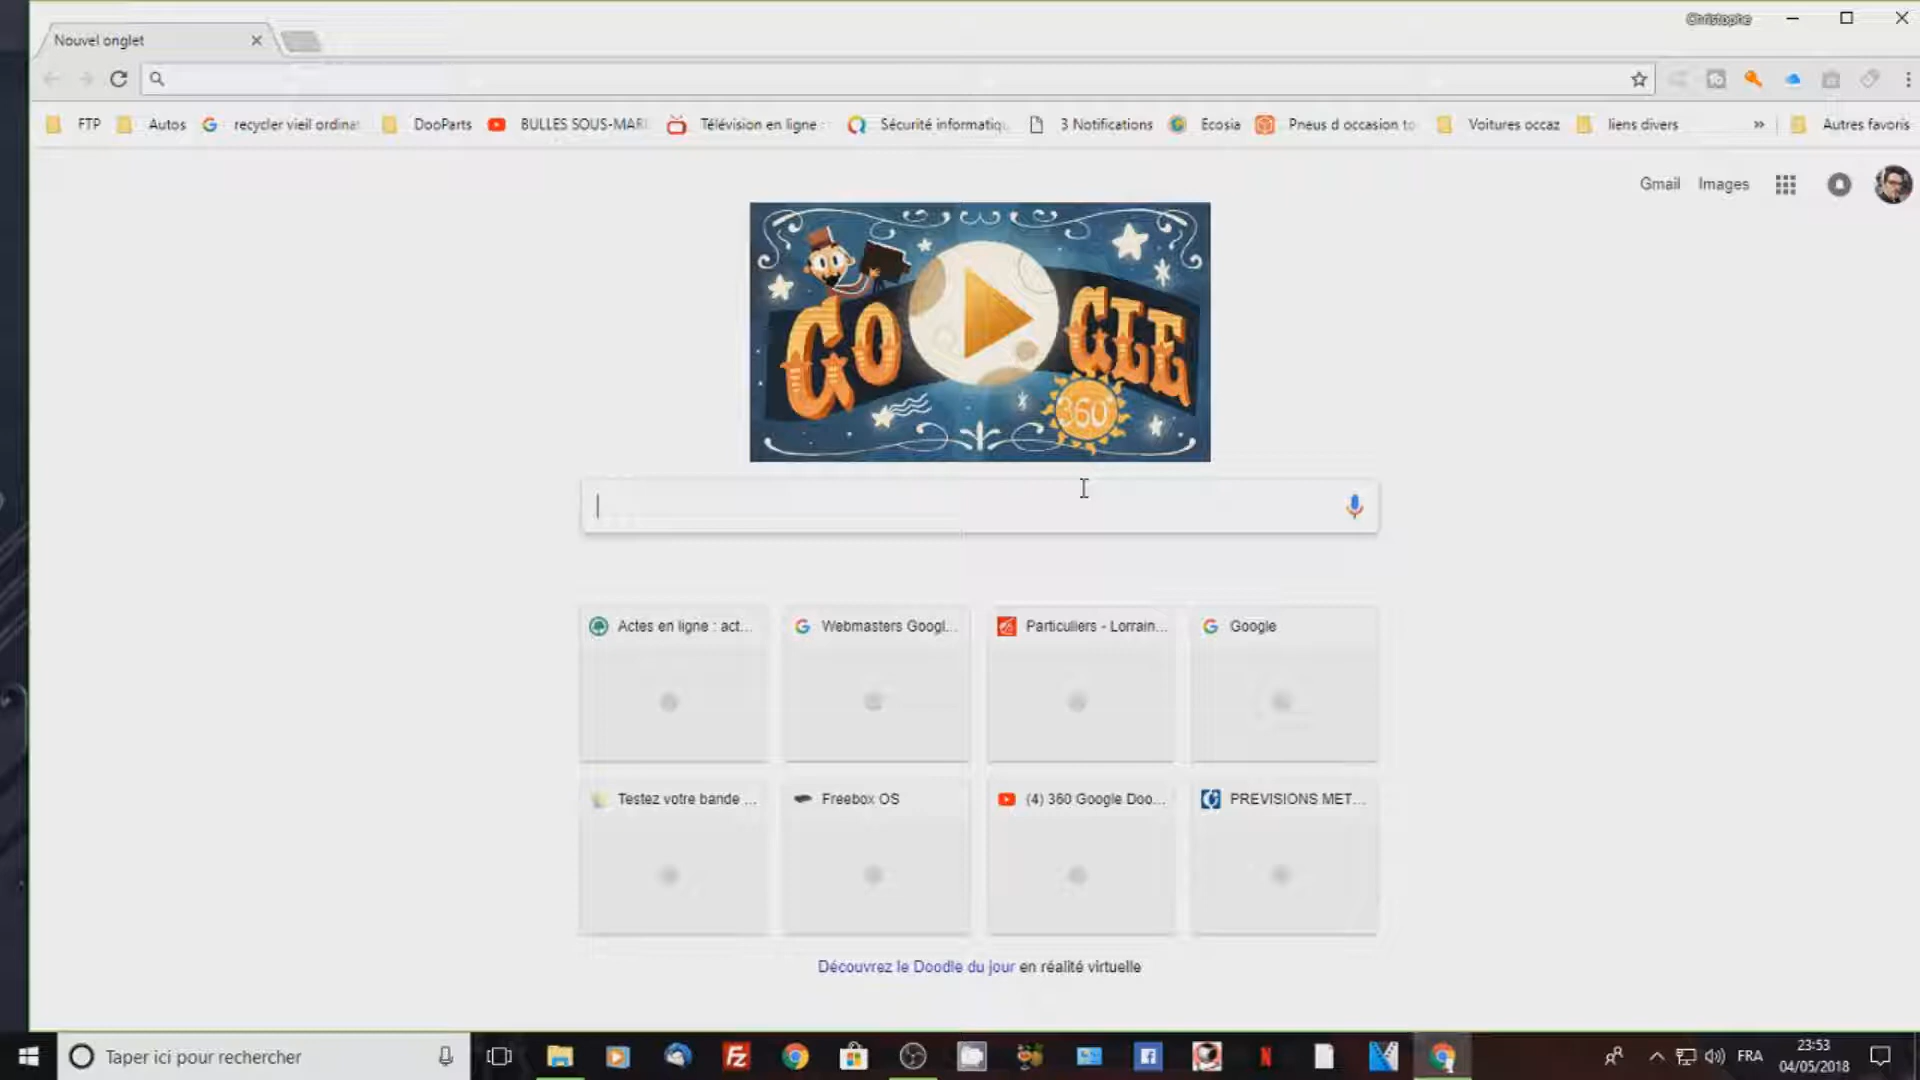 Christophe
Nouvel onglet
FTP Autos recycler vieil ordina DooParts BULLES SOUS-MAR Télévision en ligne : Sécurité informatiq 3 Notifications Ecosia Pneus d occasion to Voitures occaz liens divers » Autres favoris
Gmail Images
GO GLE
360°
Actes en ligne : act... Webmasters Googl... Particuliers - Lorrain... Google
Testez votre bande ... Freebox OS (4) 360 Google Doo... PREVISIONS MET...
Découvrez le Doodle du jour en réalité virtuelle
Taper ici pour rechercher
FRA
23:53
04/05/2018